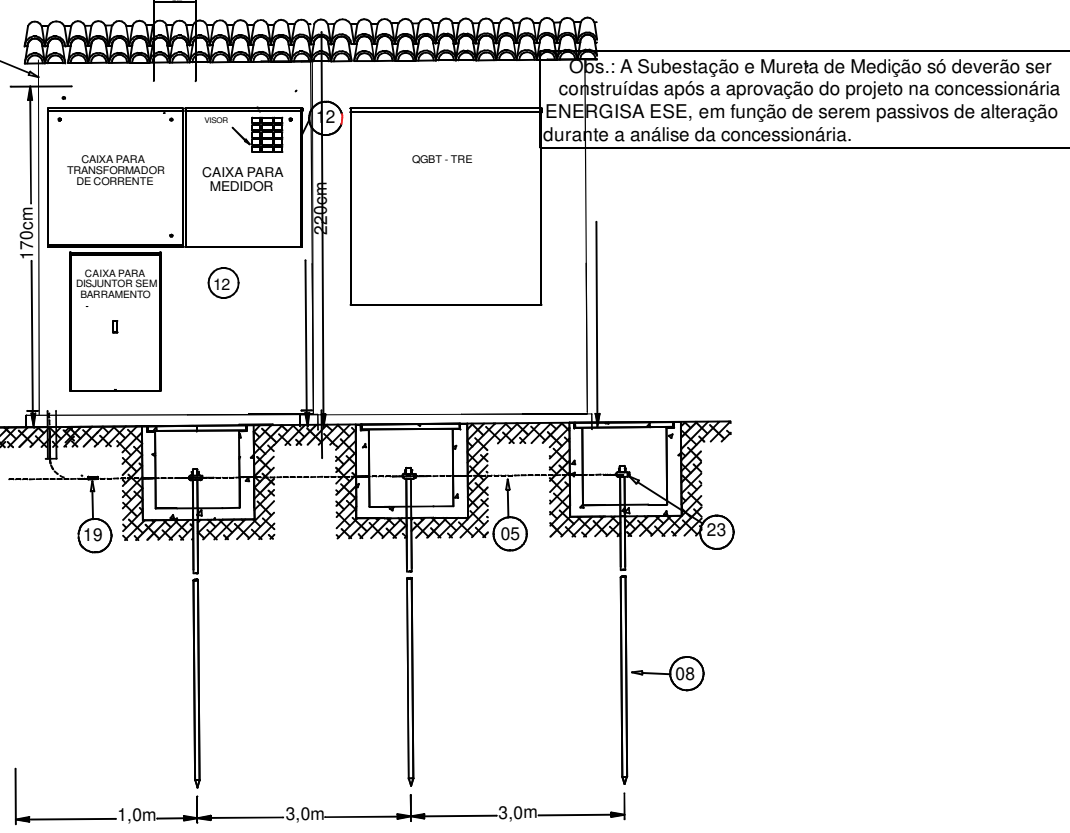 Obs.: A Subestação e Mureta de Medição só deverão ser
construídas após a aprovação do projeto na concessionária
ENERGISA ESE, em função de serem passivos de alteração
durante a análise da concessionária.
VISOR
12
CAIXA PARA
TRANSFORMADOR
DE CORRENTE
CAIXA PARA
MEDIDOR
QGBT - TRE
170cm
220cm
CAIXA PARA
DISJUNTOR SEM
BARRAMENTO
12
19
05
23
08
1,0m
3,0m
3,0m